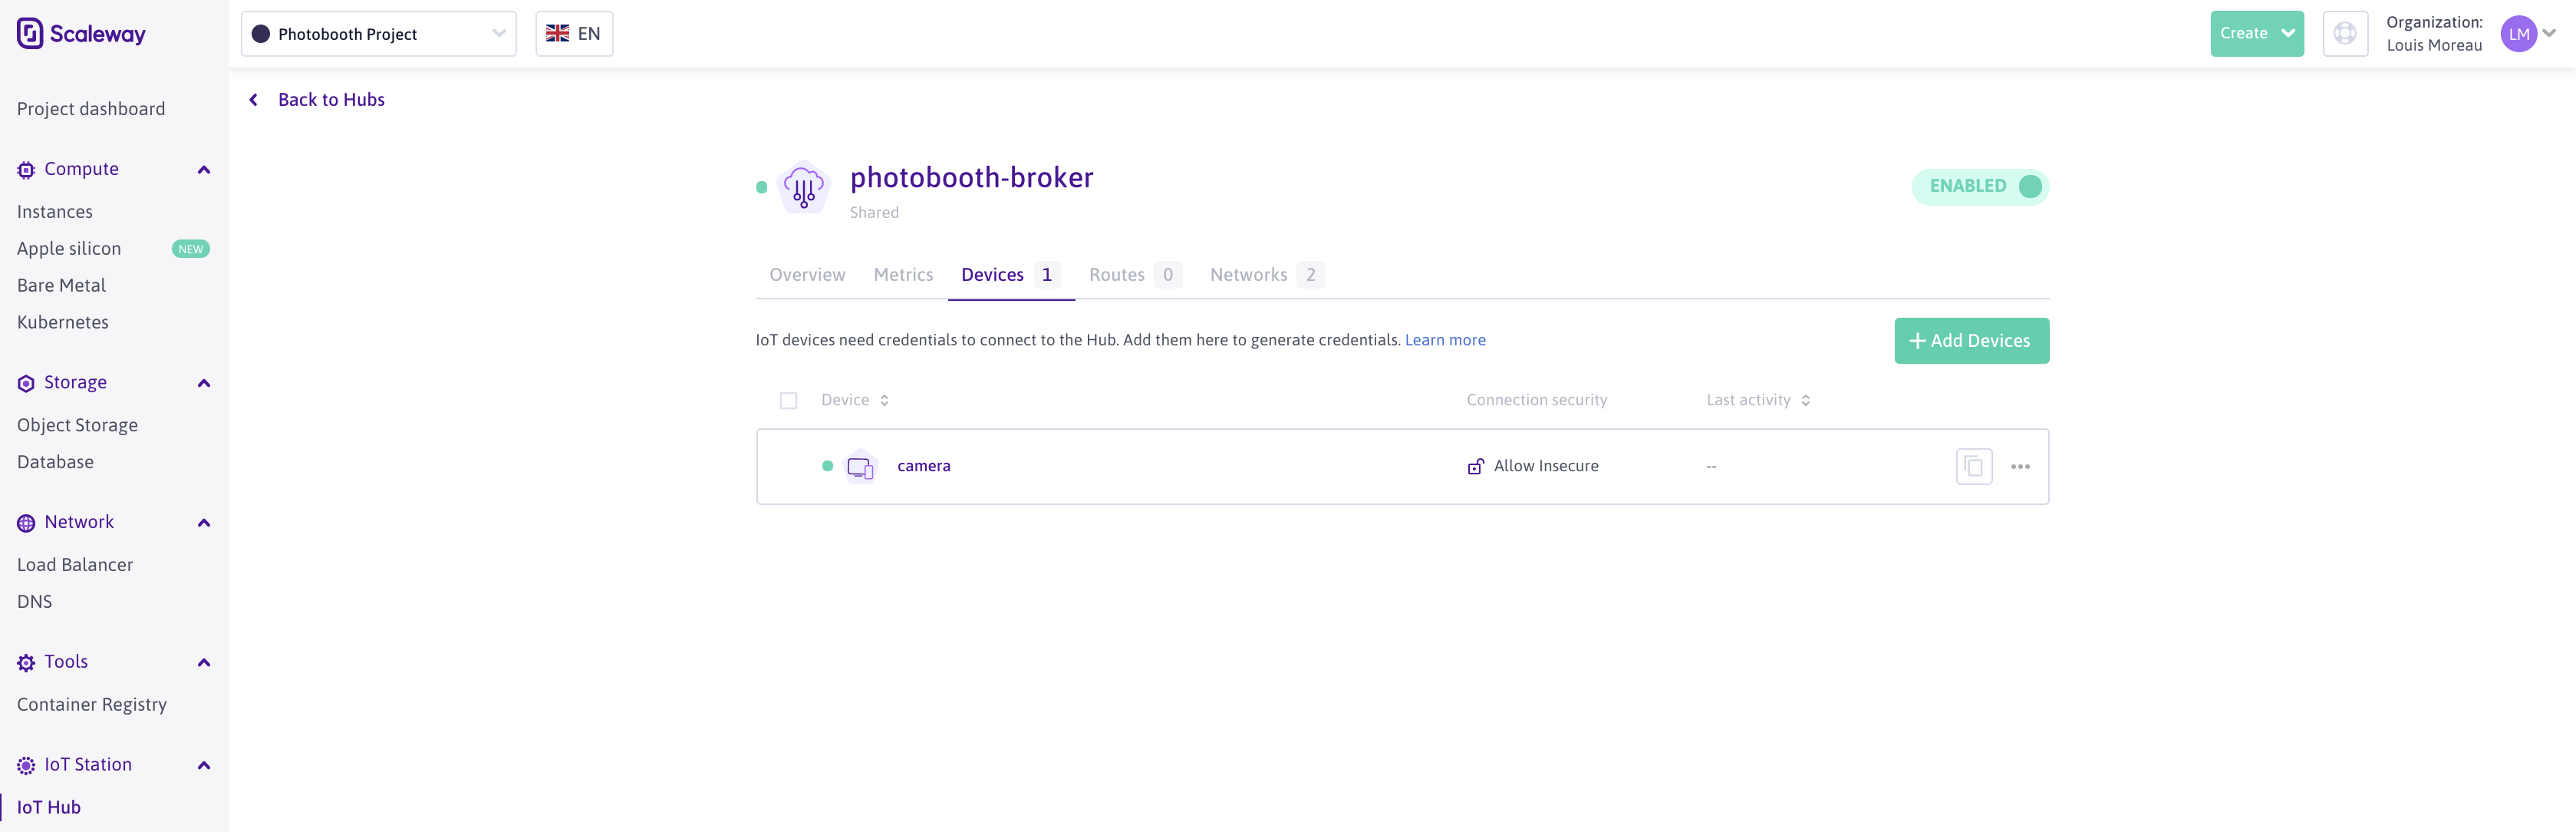 Scaleway
Photobooth Project
EN
Create
Organization:
Louis Moreau
LM
Project dashboard
Compute
Instances
Apple silicon NEW
Bare Metal
Kubernetes
Storage
Object Storage
Database
Network
Load Balancer
DNS
Tools
Container Registry
IoT Station
IoT Hub
Back to Hubs
photobooth-broker
Shared
ENABLED
Overview Metrics Devices 1 Routes 0 Networks 2
IoT devices need credentials to connect to the Hub. Add them here to generate credentials. Learn more
+ Add Devices
Device Connection security Last activity
camera Allow Insecure --